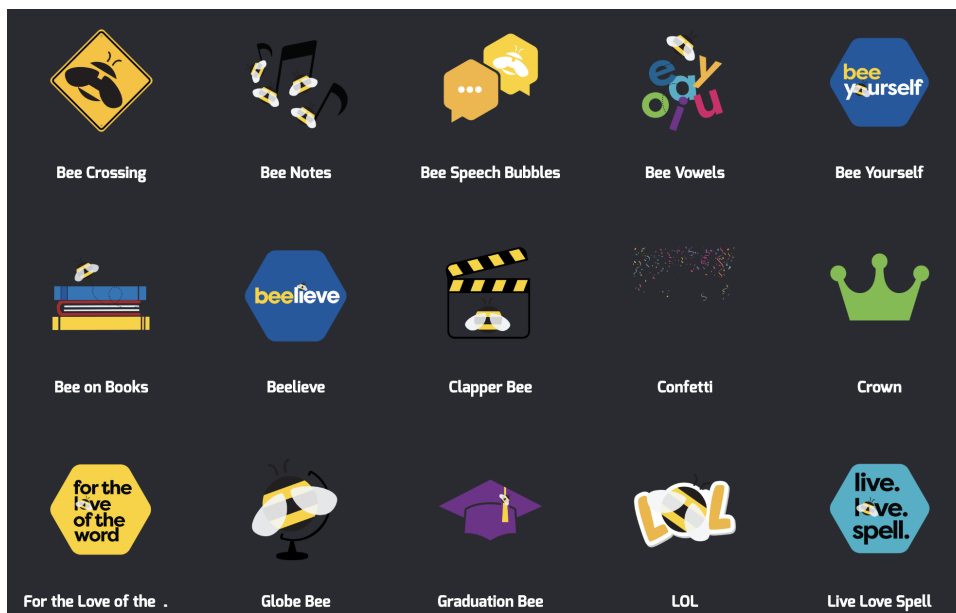 Bee Crossing
Bee Notes
Bee Speech Bubbles
e a y
o i u
Bee Vowels
bee
yourself
Bee Yourself
Bee on Books
beelieve
Beelieve
Clapper Bee
Confetti
Crown
for the
love
of the
word
For the Love of the .
Globe Bee
Graduation Bee
LOL
LOL
live.
love.
spell.
Live Love Spell